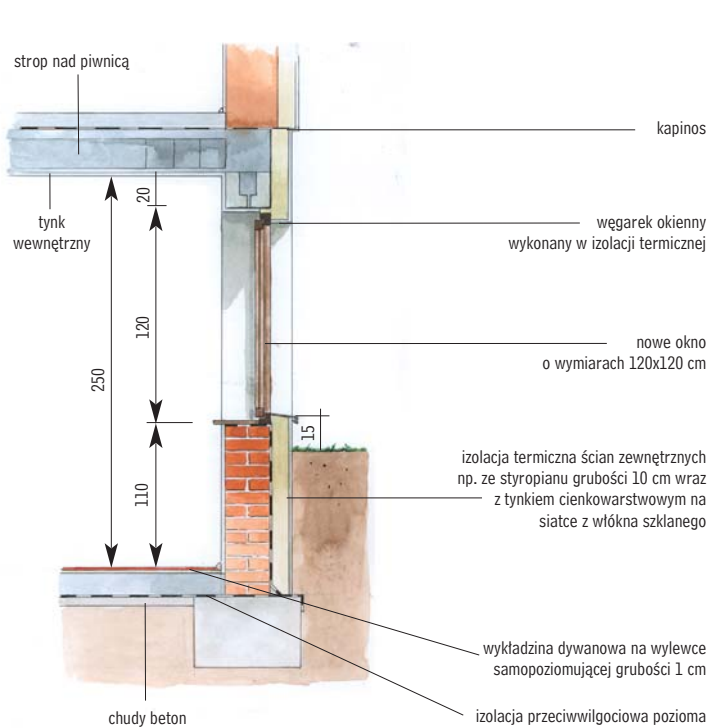 strop nad piwnicą
kapinos
tynk
wewnętrzny
20
węgarek okienny
wykonany w izolacji termicznej
120
250
nowe okno
o wymiarach 120x120 cm
15
110
izolacja termiczna ścian zewnętrznych
np. ze styropianu grubości 10 cm wraz
z tynkiem cienkowarstwowym na
siatce z włókna szklanego
wykładzina dywanowa na wylewce
samopoziomującej grubości 1 cm
chudy beton
izolacja przeciwwilgociowa pozioma